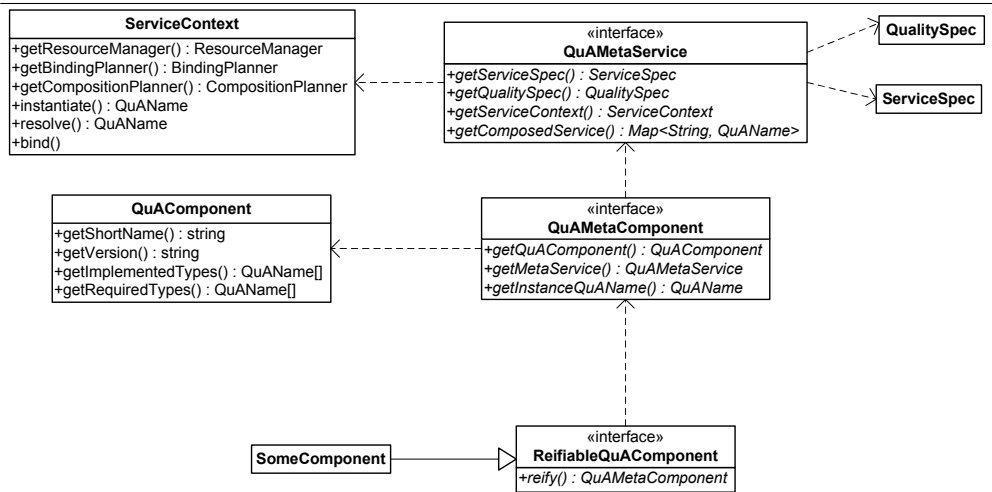 ServiceContext
+getResourceManager() : ResourceManager
+getBindingPlanner() : BindingPlanner
+getCompositionPlanner() : CompositionPlanner
+instantiate() : QuAName
+resolve() : QuAName
+bind()
«interface»
QuAMetaService
+getServiceSpec() : ServiceSpec
+getQualitySpec() : QualitySpec
+getServiceContext() : ServiceContext
+getComposedService() : Map<String, QuAName>
QualitySpec
ServiceSpec
QuAComponent
+getShortName() : string
+getVersion() : string
+getImplementedTypes() : QuAName[]
+getRequiredTypes() : QuAName[]
«interface»
QuAMetaComponent
+getQuAComponent() : QuAComponent
+getMetaService() : QuAMetaService
+getInstanceQuAName() : QuAName
SomeComponent
«interface»
ReifiableQuAComponent
+reify() : QuAMetaComponent